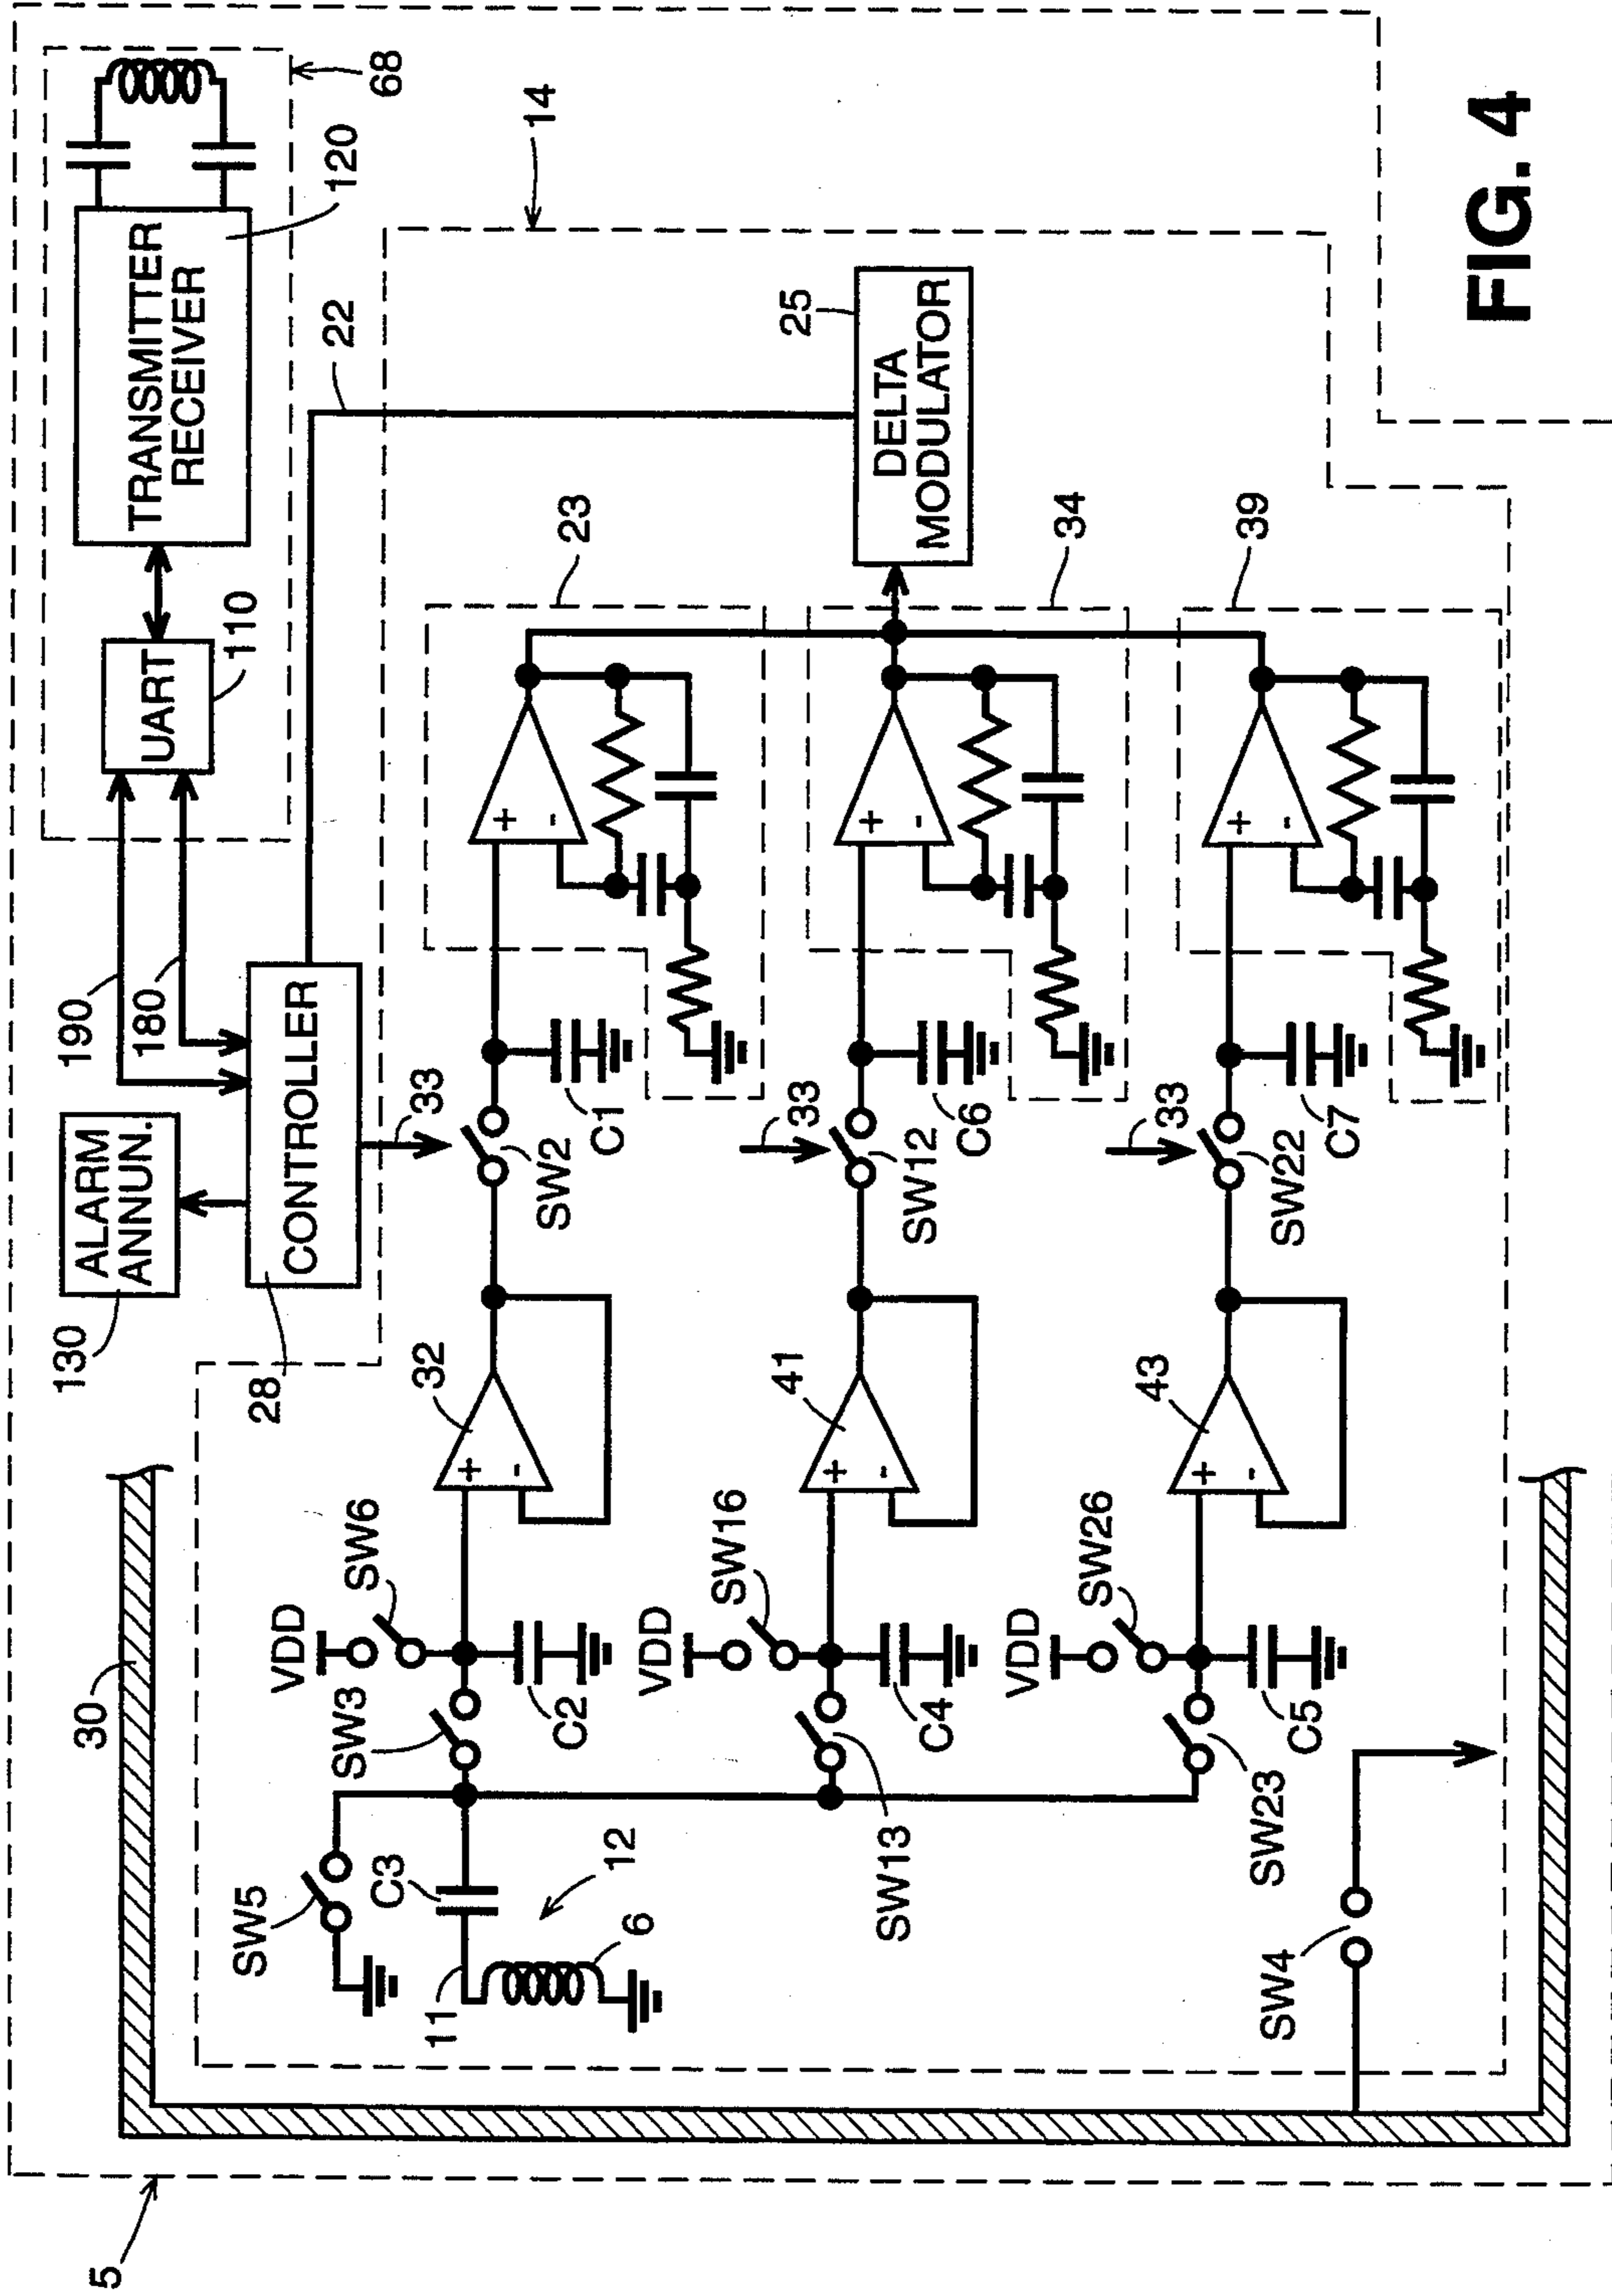 5
30
130
ALARM
ANNUN.
190
180
UART
110
TRANSMITTER
RECEIVER
120
68
28
CONTROLLER
22
14
33
SW5
C3
11
6
12
SW3
VDD
SW6
C2
32
+
-
SW2
C1
+
-
23
SW13
VDD
SW16
C4
41
+
-
33
SW12
C6
+
-
34
25
DELTA
MODULATOR
SW23
VDD
SW26
C5
43
+
-
33
SW22
C7
+
-
39
SW4
FIG. 4